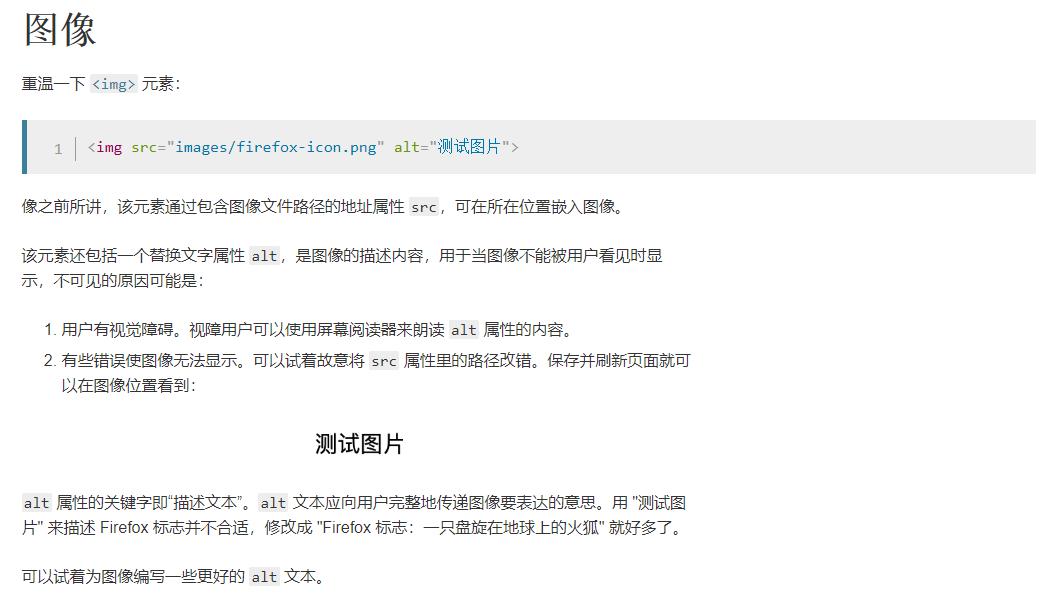 图像
重温一下 <img> 元素：
1 <img src="images/firefox-icon.png" alt="测试图片">
像之前所讲，该元素通过包含图像文件路径的地址属性 src，可在所在位置嵌入图像。
该元素还包括一个替换文字属性 alt，是图像的描述内容，用于当图像不能被用户看见时显
示，不可见的原因可能是：
1. 用户有视觉障碍。视障用户可以使用屏幕阅读器来朗读 alt 属性的内容。
2. 有些错误使图像无法显示。可以试着故意将 src 属性里的路径改错。保存并刷新页面就可
以在图像位置看到：
测试图片
alt 属性的关键字即“描述文本”。alt 文本应向用户完整地传递图像要表达的意思。用 "测试图
片" 来描述 Firefox 标志并不合适，修改成 "Firefox 标志：一只盘旋在地球上的火狐" 就好多了。
可以试着为图像编写一些更好的 alt 文本。